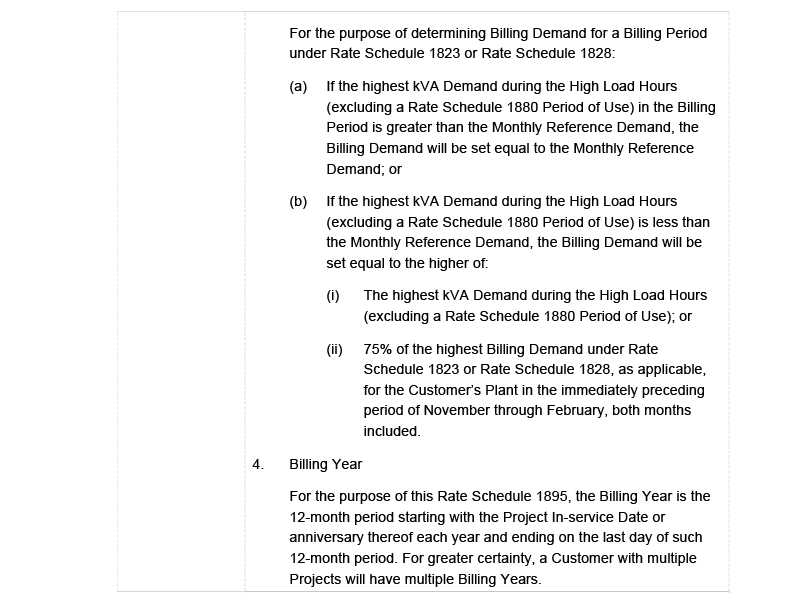 For the purpose of determining Billing Demand for a Billing Period
under Rate Schedule 1823 or Rate Schedule 1828:
(a) If the highest kVA Demand during the High Load Hours
(excluding a Rate Schedule 1880 Period of Use) in the Billing
Period is greater than the Monthly Reference Demand, the
Billing Demand will be set equal to the Monthly Reference
Demand; or
(b) If the highest kVA Demand during the High Load Hours
(excluding a Rate Schedule 1880 Period of Use) is less than
the Monthly Reference Demand, the Billing Demand will be
set equal to the higher of:
(i) The highest kVA Demand during the High Load Hours
(excluding a Rate Schedule 1880 Period of Use); or
(ii) 75% of the highest Billing Demand under Rate
Schedule 1823 or Rate Schedule 1828, as applicable,
for the Customer’s Plant in the immediately preceding
period of November through February, both months
included.
4. Billing Year
For the purpose of this Rate Schedule 1895, the Billing Year is the
12-month period starting with the Project In-service Date or
anniversary thereof each year and ending on the last day of such
12-month period. For greater certainty, a Customer with multiple
Projects will have multiple Billing Years.